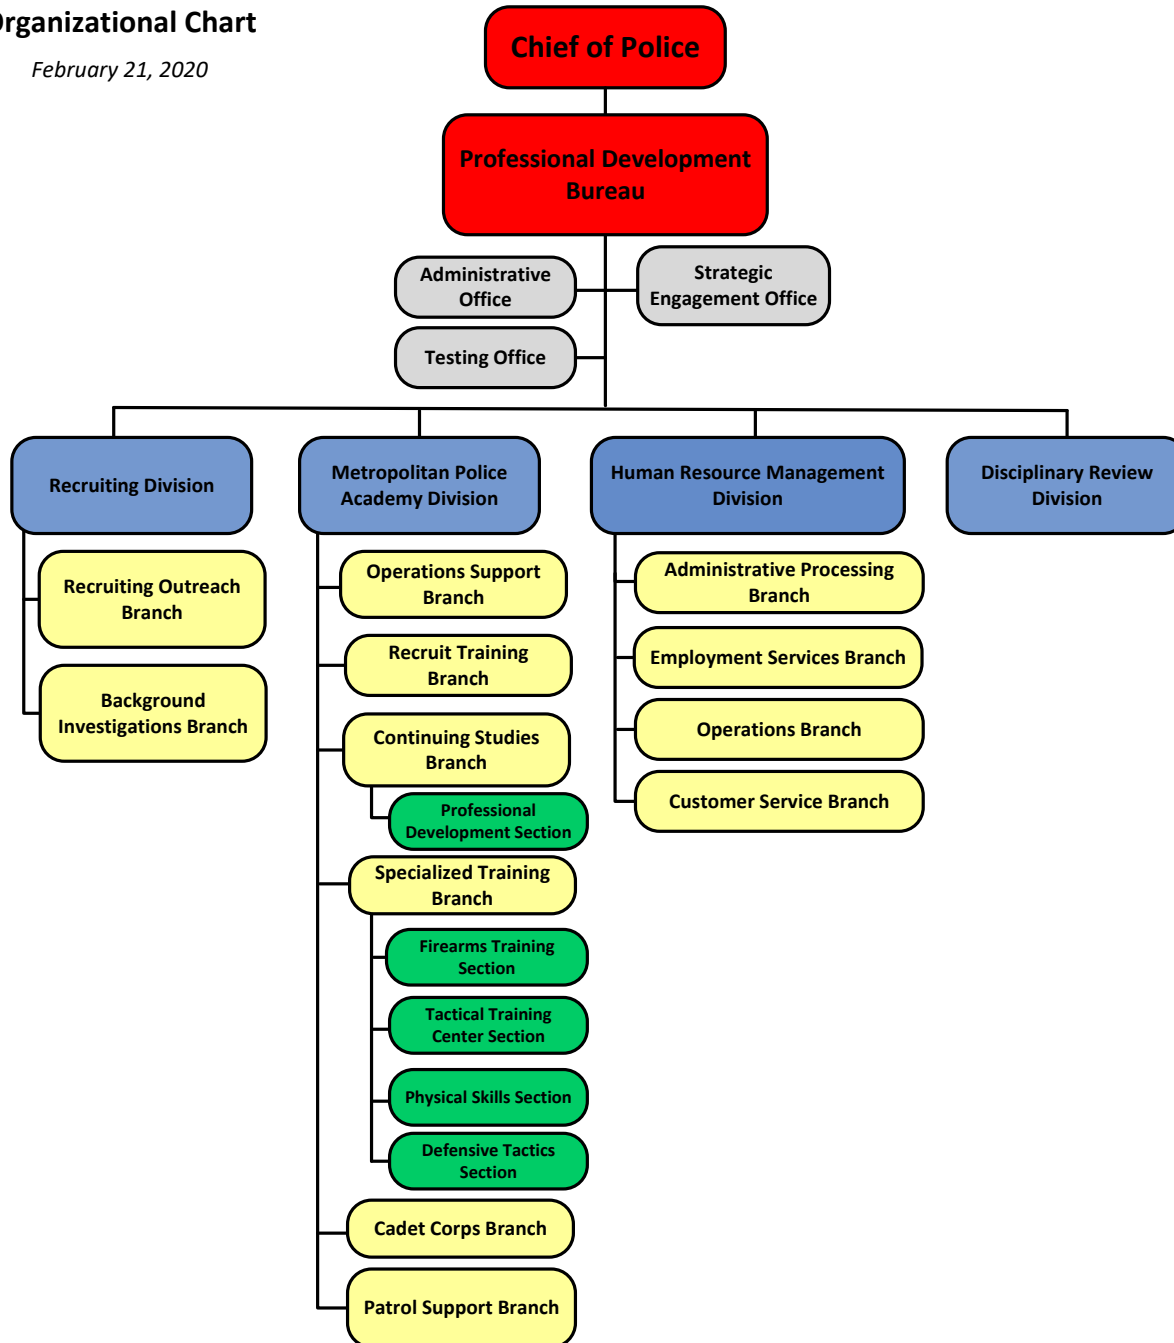 Organizational Chart
February 21, 2020
Chief of Police
Professional Development
Bureau
Administrative
Office
Strategic
Engagement Office
Testing Office
Recruiting Division
Metropolitan Police
Academy Division
Human Resource Management
Division
Disciplinary Review
Division
Recruiting Outreach
Branch
Background
Investigations Branch
Operations Support
Branch
Recruit Training
Branch
Continuing Studies
Branch
Professional
Development Section
Specialized Training
Branch
Firearms Training
Section
Tactical Training
Center Section
Physical Skills Section
Defensive Tactics
Section
Cadet Corps Branch
Patrol Support Branch
Administrative Processing
Branch
Employment Services Branch
Operations Branch
Customer Service Branch